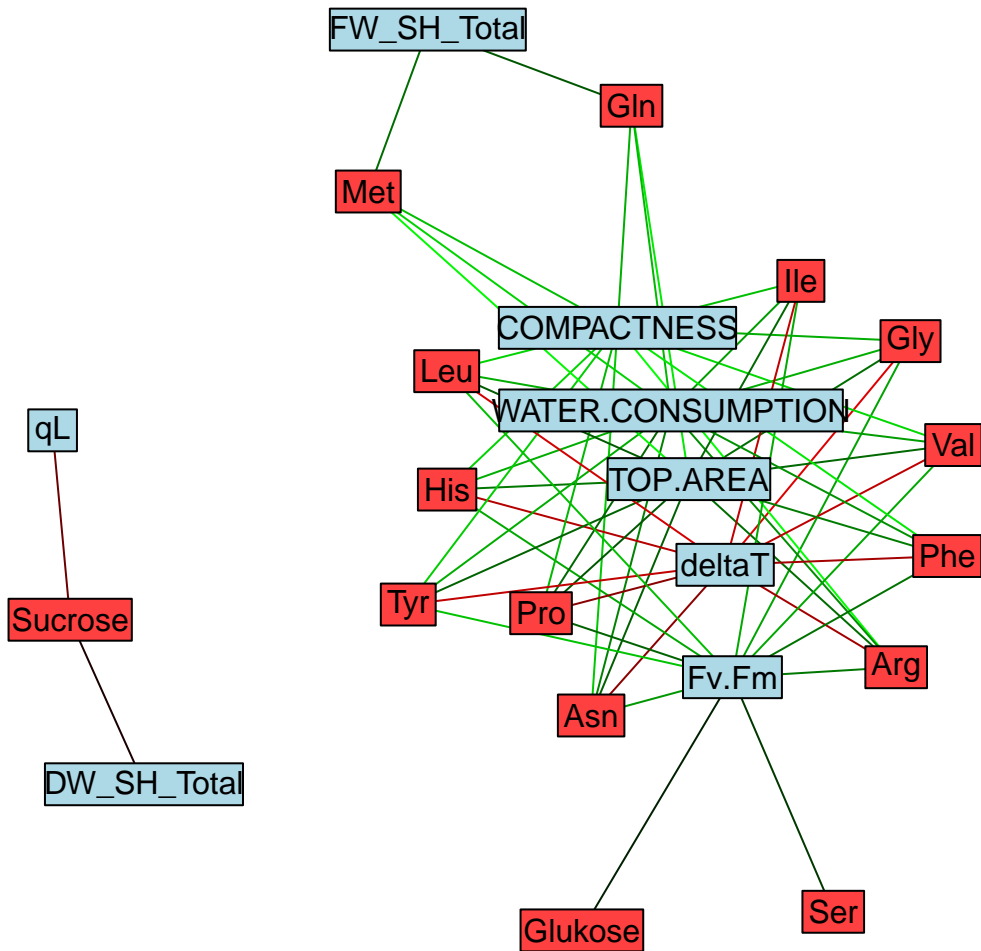 FW_SH_Total
Gln
Met
Ile
COMPACTNESS
Gly
Leu
WATER.CONSUMPTION
qL
Val
TOP.AREA
His
Phe
deltaT
Tyr
Pro
Sucrose
Arg
Fv.Fm
Asn
DW_SH_Total
Ser
Glukose